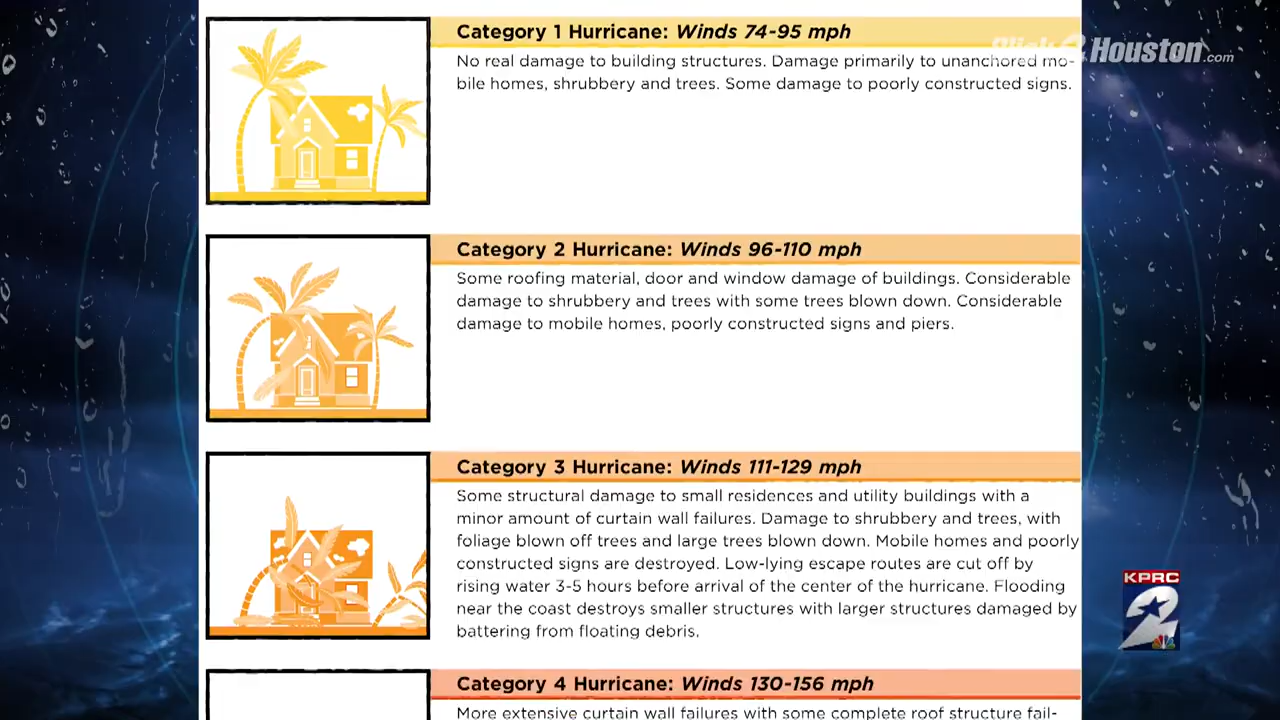 Category 1 Hurricane: Winds 74-95 mph
Click2Houston.com
No real damage to building structures. Damage primarily to unanchored mo-
bile homes, shrubbery and trees. Some damage to poorly constructed signs.
Category 2 Hurricane: Winds 96-110 mph
Some roofing material, door and window damage of buildings. Considerable
damage to shrubbery and trees with some trees blown down. Considerable
damage to mobile homes, poorly constructed signs and piers.
Category 3 Hurricane: Winds 111-129 mph
Some structural damage to small residences and utility buildings with a
minor amount of curtain wall failures. Damage to shrubbery and trees, with
foliage blown off trees and large trees blown down. Mobile homes and poorly
constructed signs are destroyed. Low-lying escape routes are cut off by
rising water 3-5 hours before arrival of the center of the hurricane. Flooding
near the coast destroys smaller structures with larger structures damaged by
battering from floating debris.
KPRC
2
Category 4 Hurricane: Winds 130-156 mph
More extensive curtain wall failures with some complete roof structure fail-